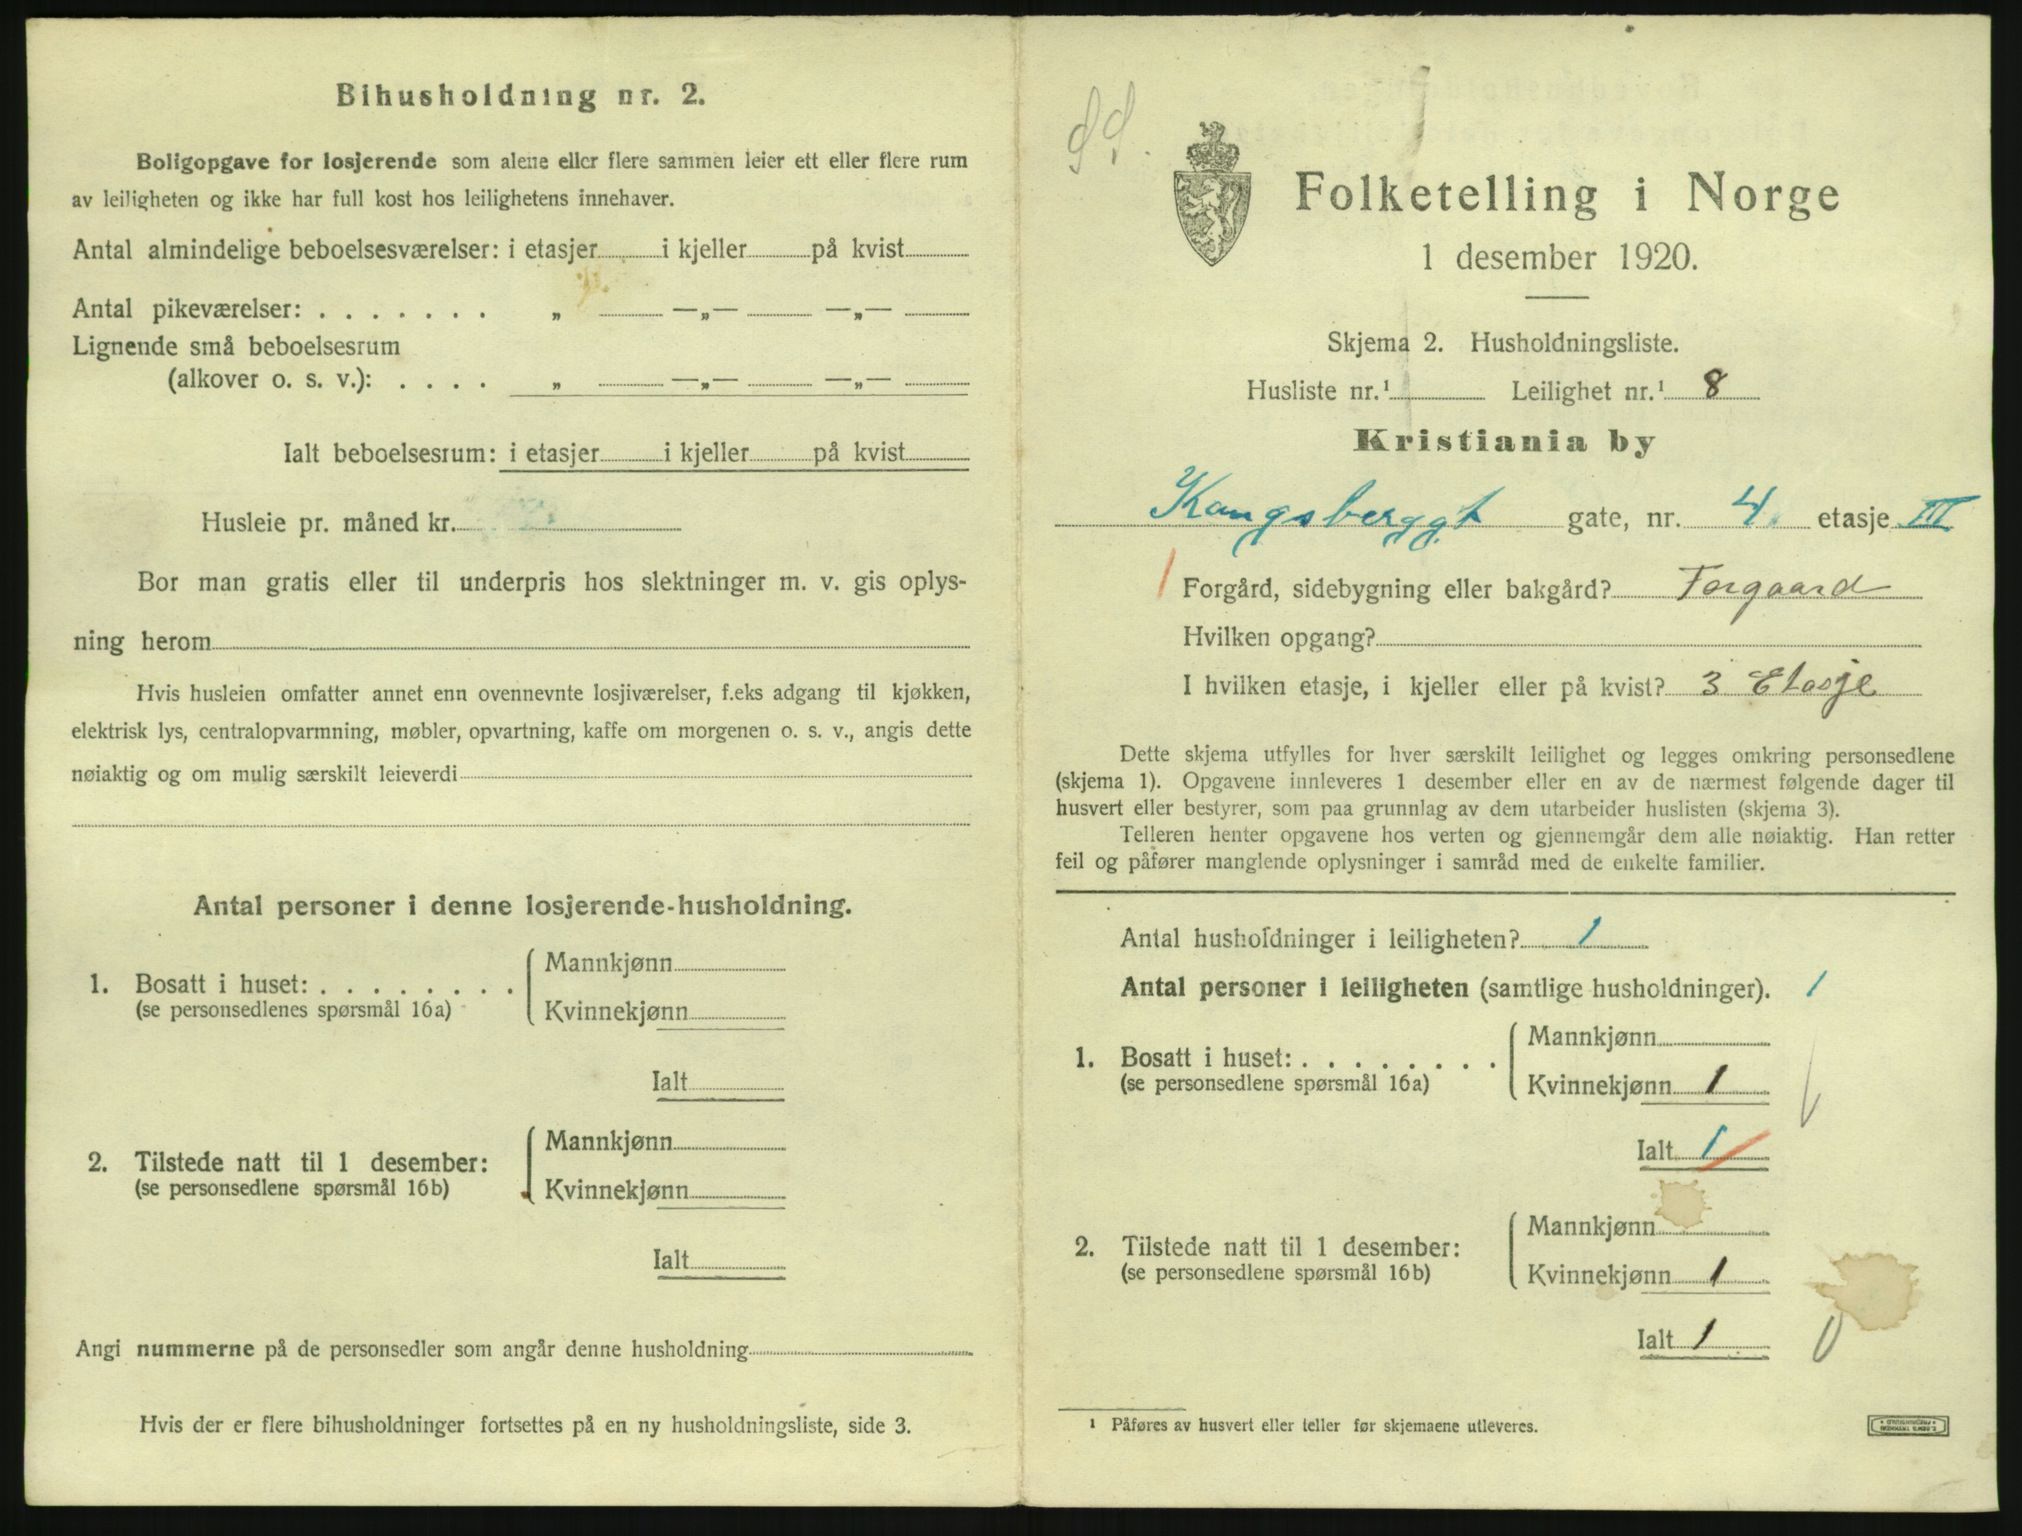 Bihusholdning nr. 2.
Boligopgave for losjerende som alene eller flere sammen leier ett eller flere rum
av leiligheten og ikke har full kost hos leilighetens innehaver.
Antal almindelige beboelsesværelser: i etasjer i kjeller på kvist
Antal pikeværelser: . . . . . . . „ —„— —„—
Lignende små beboelsesrum
(alkover o. s. v.): . . . . „ —„— —„—
Ialt beboelsesrum: i etasjer i kjeller på kvist
Husleie pr. måned kr.
Bor man gratis eller til underpris hos slektninger m. v. gis oplys-
ning herom
Hvis husleien omfatter annet enn ovennevnte losjiværelser, f.eks adgang til kjøkken,
elektrisk lys, centralopvarmning, møbler, opvartning, kaffe om morgenen o. s. v., angis dette
nøiaktig og om mulig særskilt leieverdi
Antal personer i denne losjerende-husholdning.
1. Bosatt i huset: . . . . . . . . Mannkjønn
(se personsedlenes spørsmål 16a) Kvinnekjønn
Ialt
2. Tilstede natt til 1 desember: Mannkjønn
(se personsedlene spørsmål 16b) Kvinnekjønn
Ialt
Angi nummerne på de personsedler som angår denne husholdning
Hvis der er flere bihusholdninger fortsettes på en ny husholdningsliste, side 3.
Folketelling i Norge
1 desember 1920.
Skjema 2. Husholdningsliste.
Husliste nr.¹ Leilighet nr.¹ 8
Kristiania by
Kongsberggt gate, nr. 4. etasje III
1 Forgård, sidebygning eller bakgård? Forgaard
Hvilken opgang?
I hvilken etasje, i kjeller eller på kvist? 3 Etasje
Dette skjema utfylles for hver særskilt leilighet og legges omkring personsedlene
(skjema 1). Opgavene innleveres 1 desember eller en av de nærmest følgende dager til
husvert eller bestyrer, som paa grunnlag av dem utarbeider huslisten (skjema 3).
Telleren henter opgavene hos verten og gjennemgår dem alle nøiaktig. Han retter
feil og påfører manglende oplysninger i samråd med de enkelte familier.
Antal husholdninger i leiligheten? 1
Antal personer i leiligheten (samtlige husholdninger). 1
1. Bosatt i huset: . . . . . . . . Mannkjønn
(se personsedlene spørsmål 16a) Kvinnekjønn 1
Ialt 1
2. Tilstede natt til 1 desember: Mannkjønn
(se personsedlene spørsmål 16b) Kvinnekjønn 1
Ialt 1
¹ Påføres av husvert eller teller før skjemaene utleveres.